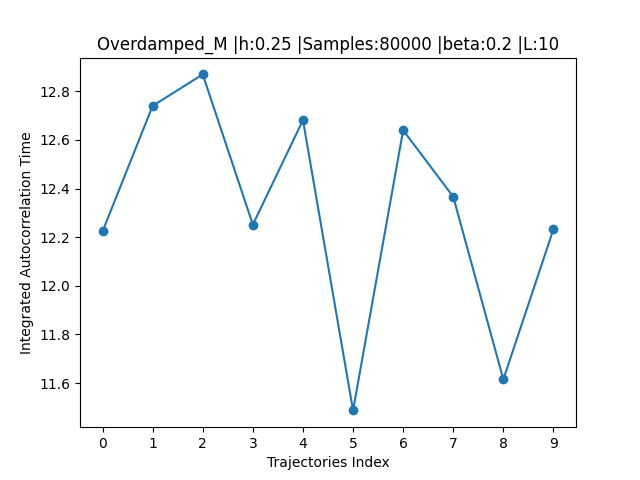 Overdamped_M |h:0.25 |Samples:80000 |beta:0.2 |L:10
Integrated Autocorrelation Time
12.8
12.6
12.4
12.2
12.0
11.8
11.6
0 1 2 3 4 5 6 7 8 9
Trajectories Index